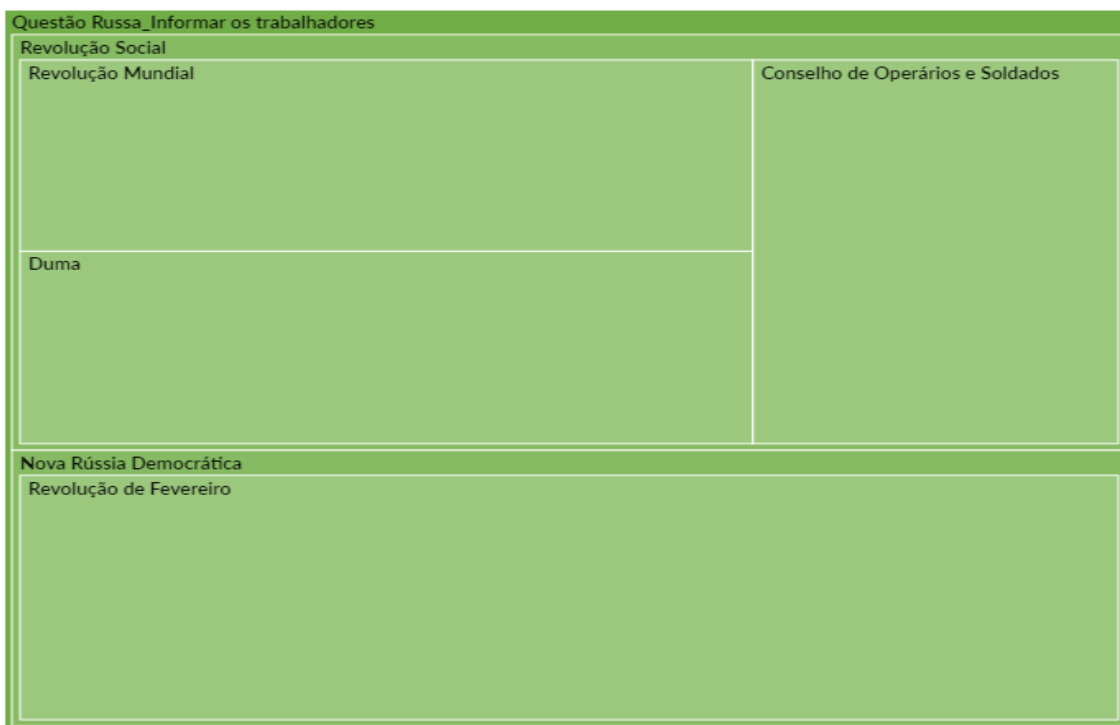 Questão Russa_Informar os trabalhadores
Revolução Social
Revolução Mundial
Conselho de Operários e Soldados
Duma
Nova Rússia Democrática
Revolução de Fevereiro